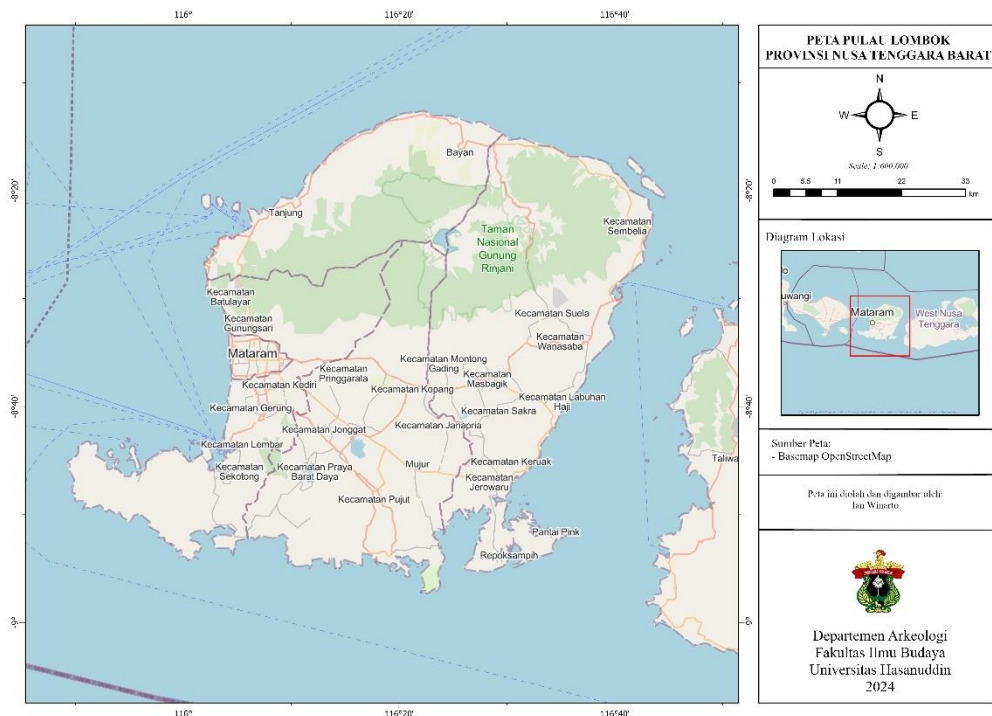 116°
116°20'
116°40'
-8°20'
-8°20'
-8°40'
-8°40'
-9°
-9°
Bayan
Tanjung
Taman
Nasional
Gunung
Rinjani
Kecamatan
Sembelia
Kecamatan
Batulayar
Kecamatan
Gunungsari
Mataram
Kecamatan Suela
Kecamatan
Wanasaba
Kecamatan
Pringgarata
Kecamatan Montong
Gading
Kecamatan
Masbagik
Kecamatan Kediri
Kecamatan Kopang
Kecamatan Labuhan
Haji
Kecamatan Gerung
Kecamatan Sakra
Kecamatan Jonggat
Kecamatan Janapria
Kecamatan Lembar
Kecamatan
Sekotong
Kecamatan Praya
Barat Daya
Mujur
Kecamatan Keruak
Kecamatan
Jerowaru
Kecamatan Pujut
Pantai Pink
Repoksampih
Taliwa
116°
116°20'
116°40'
PETA PULAU LOMBOK
PROVINSI NUSA TENGGARA BARAT
N
W
E
S
Scale: 1:600.000
0 5.5 11 22 33
km
Diagram Lokasi
uwangi
Mataram
West Nusa
Tenggara
Sumber Peta:
- Basemap OpenStreetMap
Peta ini diolah dan digambar oleh:
Ian Winarto
Departemen Arkeologi
Fakultas Ilmu Budaya
Universitas Hasanuddin
2024